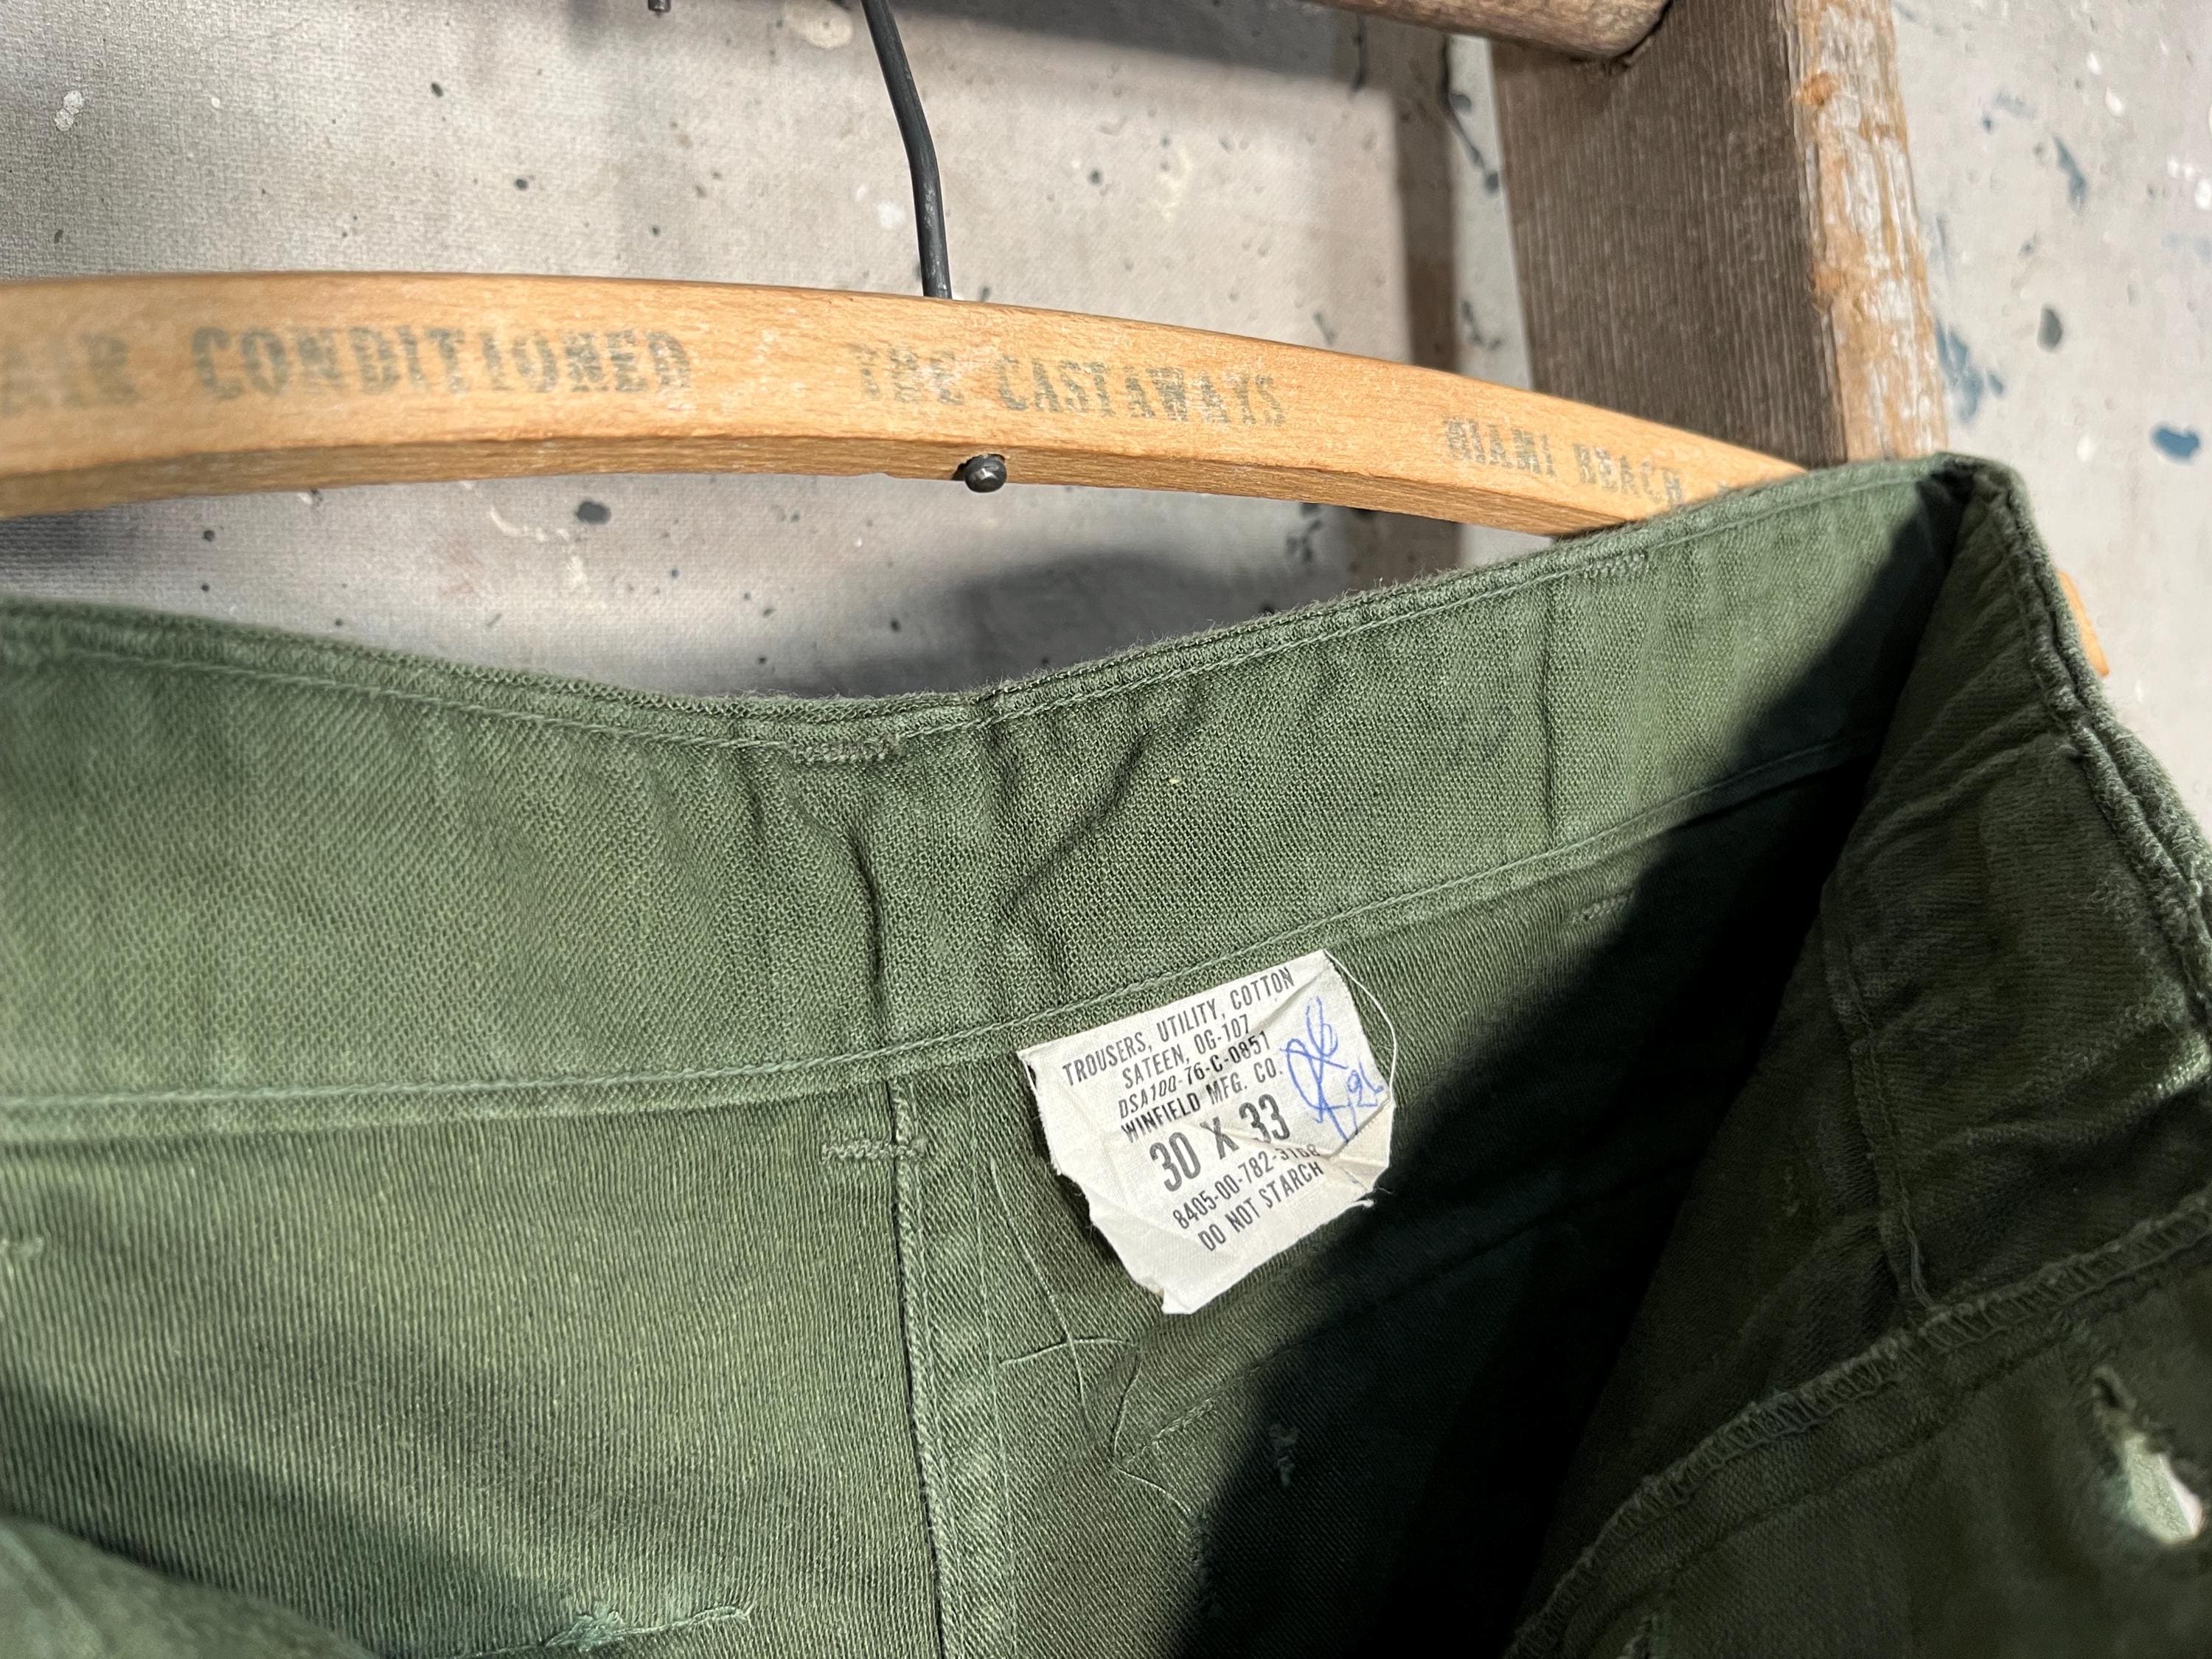 AIR CONDITIONED THE CASTAWAYS MIAMI BEACH
TROUSERS, UTILITY, COTTON
SATEEN, OG-107
DSA100-76-C-0851
WINFIELD MFG. CO.
30 X 33
8405-00-782-3168
DO NOT STARCH